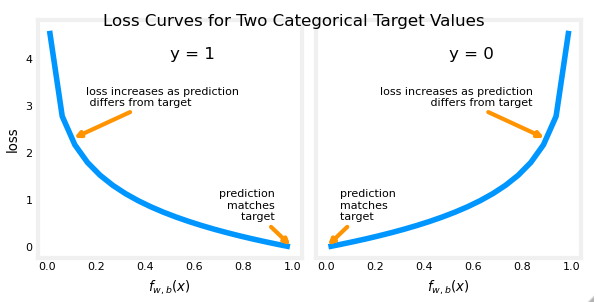 Loss Curves for Two Categorical Target Values
y = 1
y = 0
loss increases as prediction
differs from target
loss increases as prediction
differs from target
prediction
matches
target
prediction
matches
target
loss
4
3
2
1
0
0.0 0.2 0.4 0.6 0.8 1.0
0.0 0.2 0.4 0.6 0.8 1.0
f_{w, b}(x)
f_{w, b}(x)